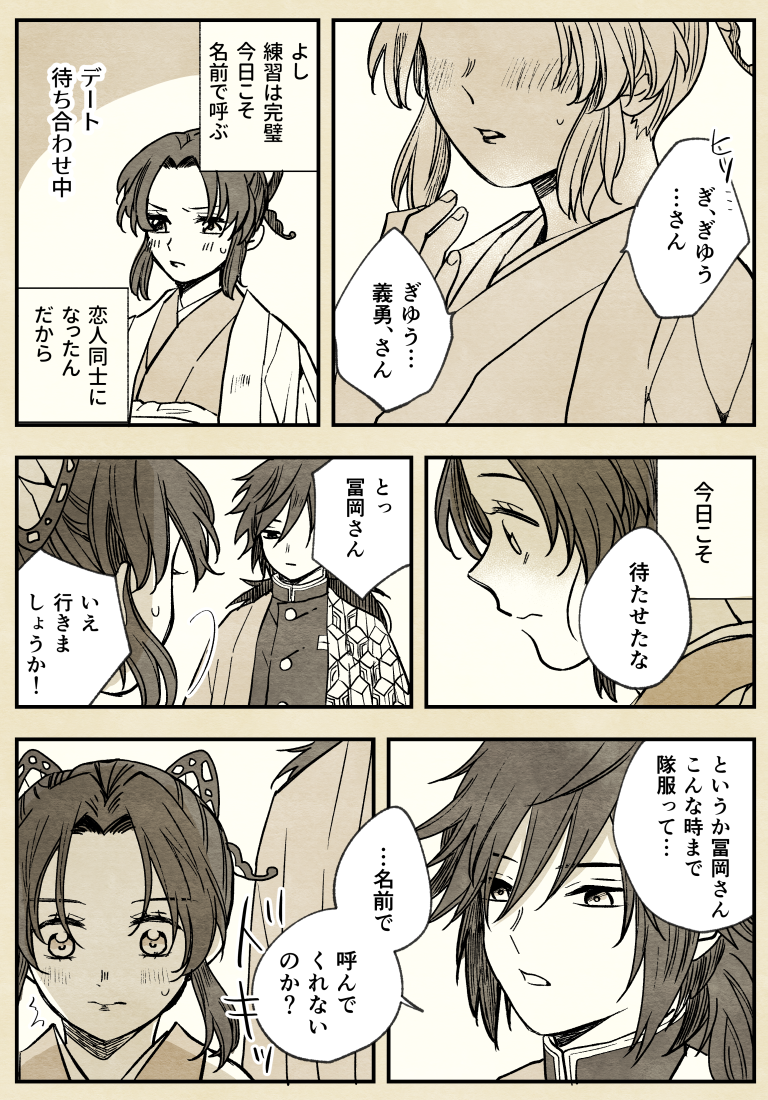 ヒソ…
ぎ、ぎゆう
…さん
ぎゆう…
義勇、さん
よし
練習は完璧
今日こそ
名前で呼ぶ
デート
待ち合わせ中
恋人同士に
なったん
だから
今日こそ
待たせたな
とっ
冨岡さん
いえ
行きま
しょうか!
というか冨岡さん
こんな時まで
隊服って…
…名前で
呼んで
くれない
のか?
ドキッ